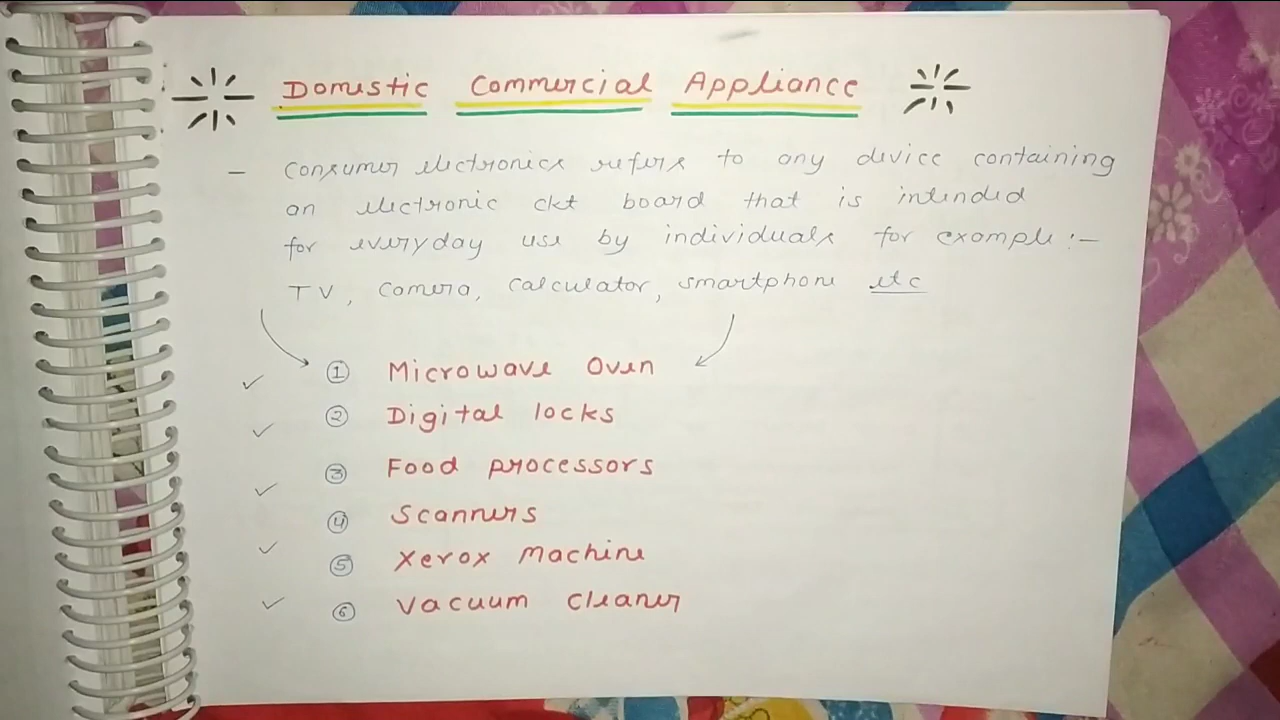 Domestic Commercial Appliance
- Consumer electronics refers to any device containing
an electronic ckt board that is intended
for everyday use by individuals for example :-
TV, camera, calculator, smartphone etc
① Microwave Oven
② Digital locks
③ Food processors
④ Scanners
⑤ Xerox machine
⑥ Vacuum cleaner